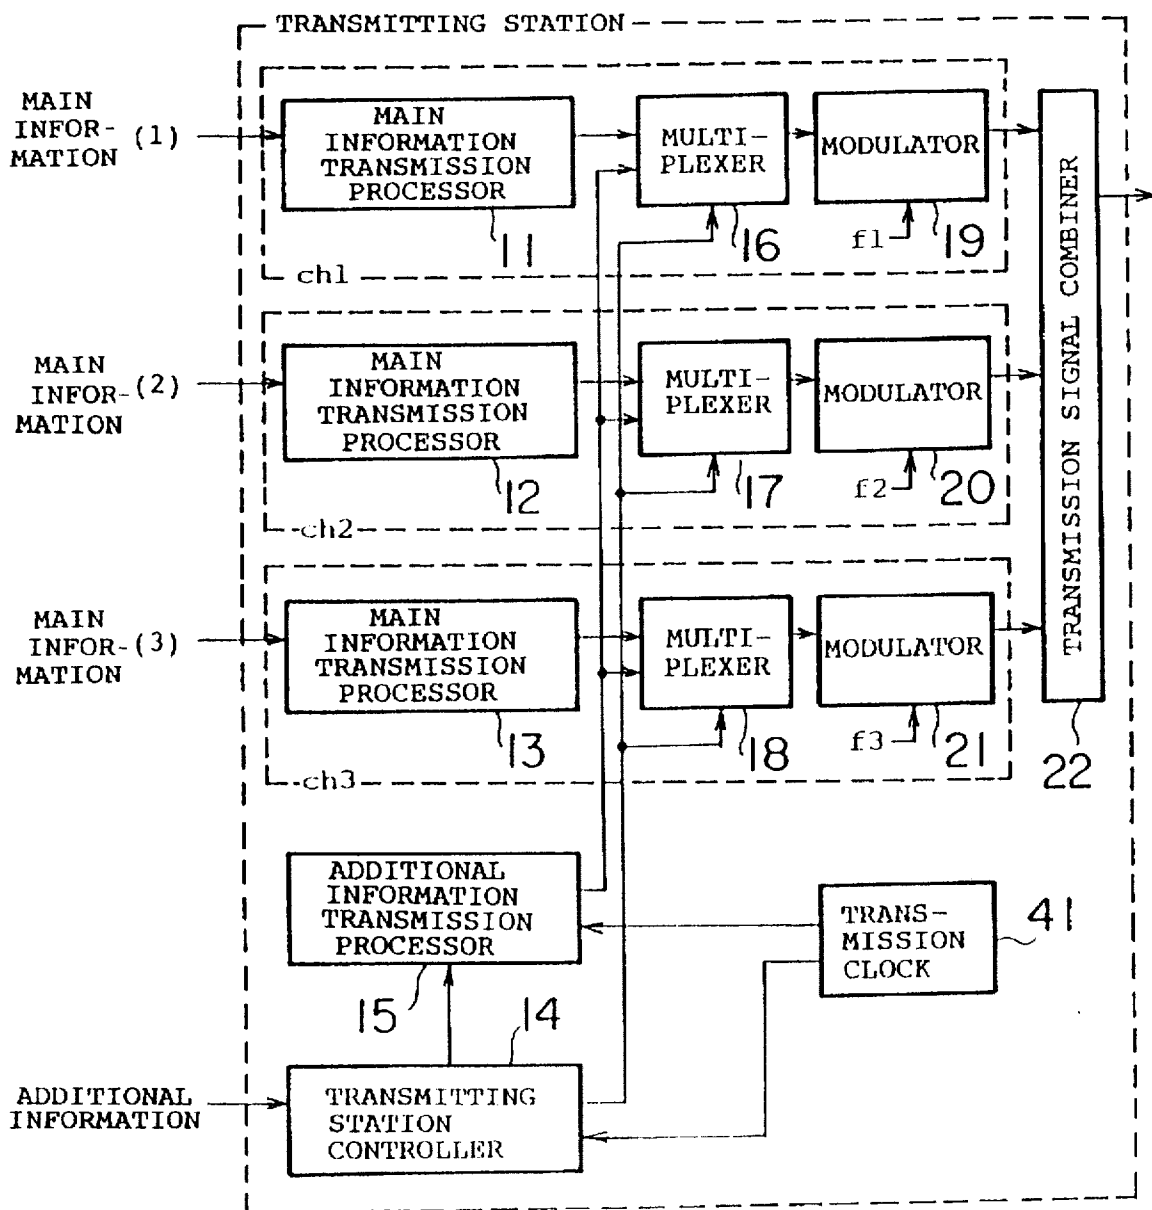 TRANSMITTING STATION
MAIN
INFOR-
MATION
(1)
MAIN
INFORMATION
TRANSMISSION
PROCESSOR
11
MULTI-
PLEXER
16
MODULATOR
f1
19
ch1
MAIN
INFOR-
MATION
(2)
MAIN
INFORMATION
TRANSMISSION
PROCESSOR
12
MULTI-
PLEXER
17
MODULATOR
f2
20
ch2
MAIN
INFOR-
MATION
(3)
MAIN
INFORMATION
TRANSMISSION
PROCESSOR
13
MULTI-
PLEXER
18
MODULATOR
f3
21
ch3
TRANSMISSION SIGNAL COMBINER
22
ADDITIONAL
INFORMATION
TRANSMISSION
PROCESSOR
15
TRANS-
MISSION
CLOCK
41
ADDITIONAL
INFORMATION
14
TRANSMITTING
STATION
CONTROLLER